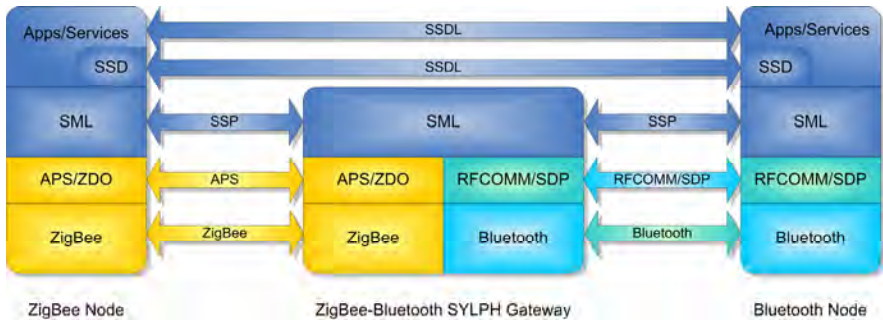 Apps/Services SSDL Apps/Services
SSD SSDL SSD
SML SSP SML SSP SML
APS/ZDO APS APS/ZDO RFCOMM/SDP RFCOMM/SDP RFCOMM/SDP
ZigBee ZigBee ZigBee Bluetooth Bluetooth Bluetooth
ZigBee Node ZigBee-Bluetooth SYLPH Gateway Bluetooth Node